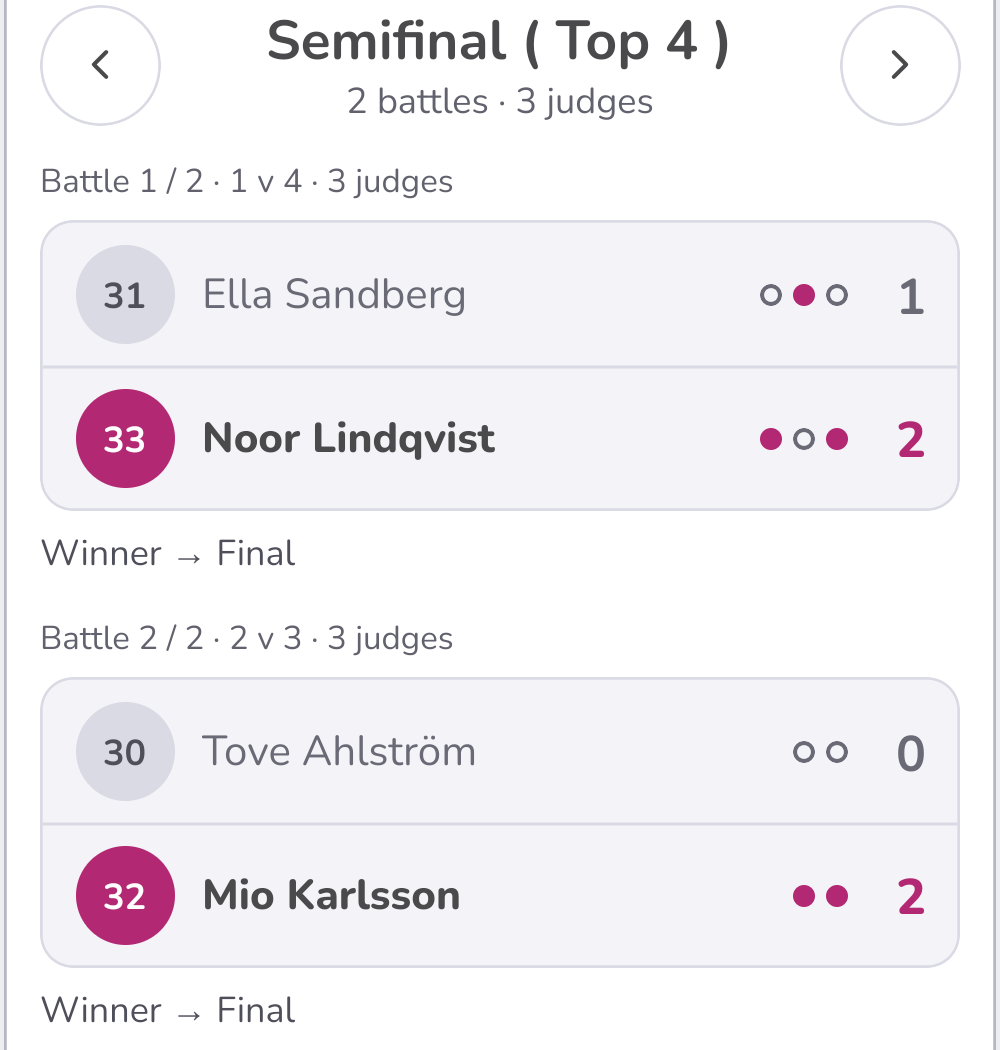 Semifinal ( Top 4 )
2 battles · 3 judges
Battle 1 / 2 · 1 v 4 · 3 judges
31 Ella Sandberg 1
33 Noor Lindqvist 2
Winner → Final
Battle 2 / 2 · 2 v 3 · 3 judges
30 Tove Ahlström 0
32 Mio Karlsson 2
Winner → Final